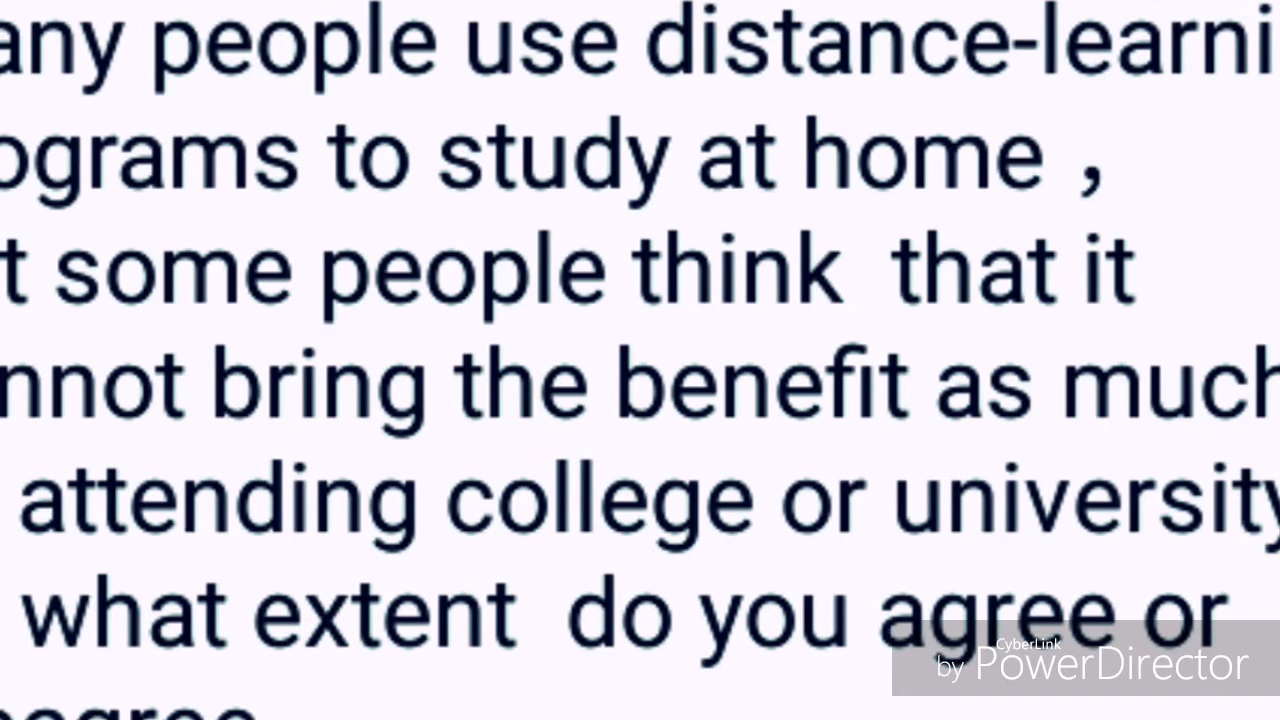 any people use distance-learni
ograms to study at home ,
t some people think that it
nnot bring the benefit as much
attending college or university
what extent do you agree or
CyberLink
by PowerDirector